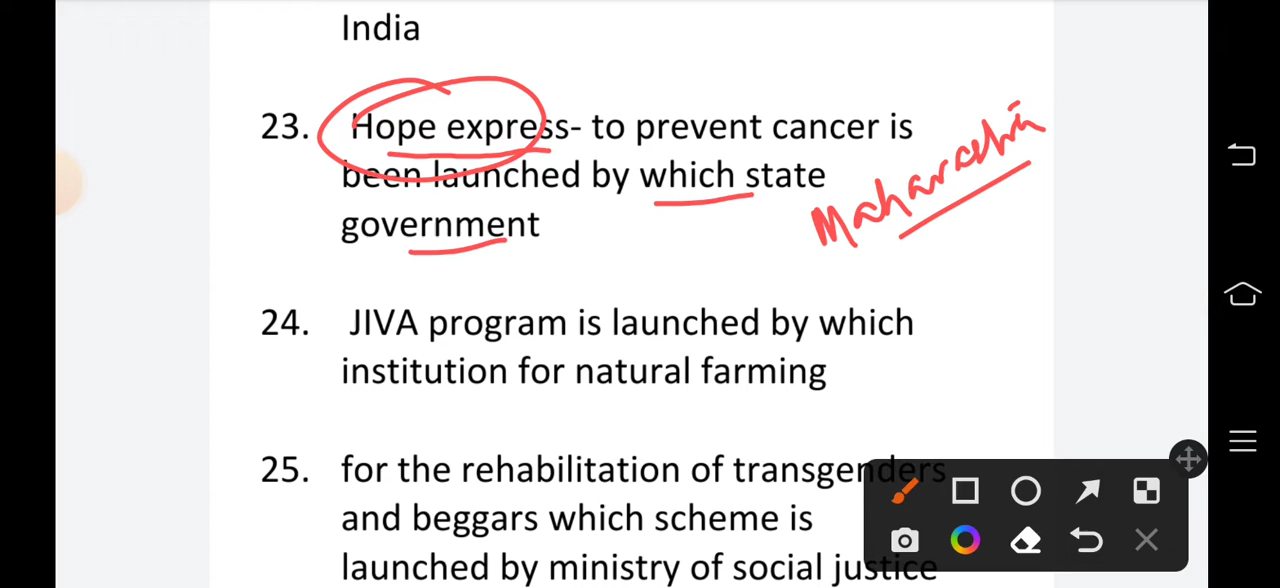 India
23. Hope express- to prevent cancer is
been launched by which state
government
Maharashtra
24. JIVA program is launched by which
institution for natural farming
25. for the rehabilitation of transgenders
and beggars which scheme is
launched by ministry of social justice